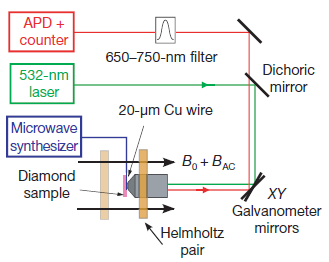 APD +
counter
650–750-nm filter
532-nm
laser
Dichoric
mirror
20-μm Cu wire
Microwave
synthesizer
B0 + BAC
Diamond
sample
XY
Galvanometer
mirrors
Helmholtz
pair